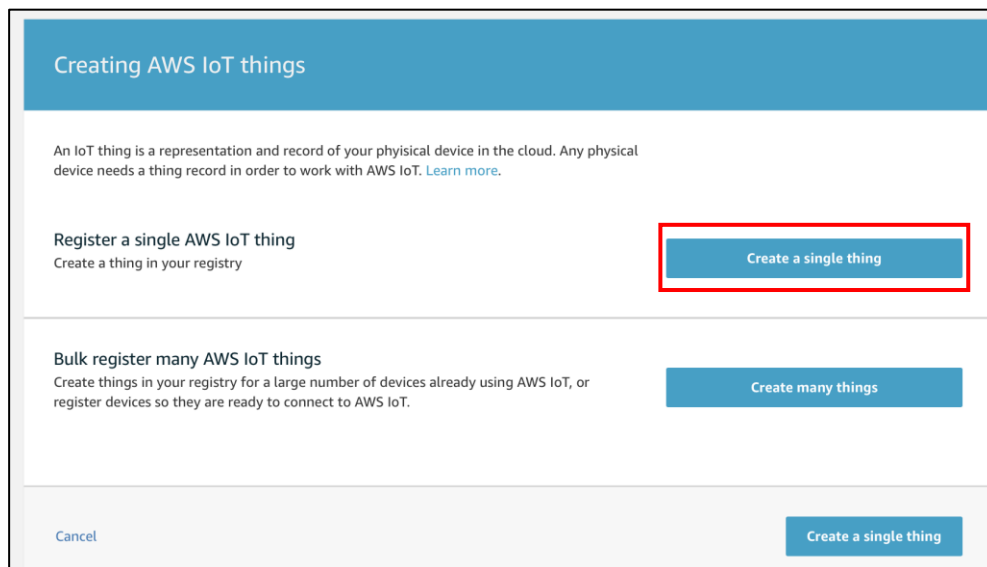 Creating AWS IoT things
An IoT thing is a representation and record of your phyisical device in the cloud. Any physical
device needs a thing record in order to work with AWS IoT. Learn more.
Register a single AWS IoT thing
Create a thing in your registry
Create a single thing
Bulk register many AWS IoT things
Create things in your registry for a large number of devices already using AWS IoT, or
register devices so they are ready to connect to AWS IoT.
Create many things
Cancel
Create a single thing